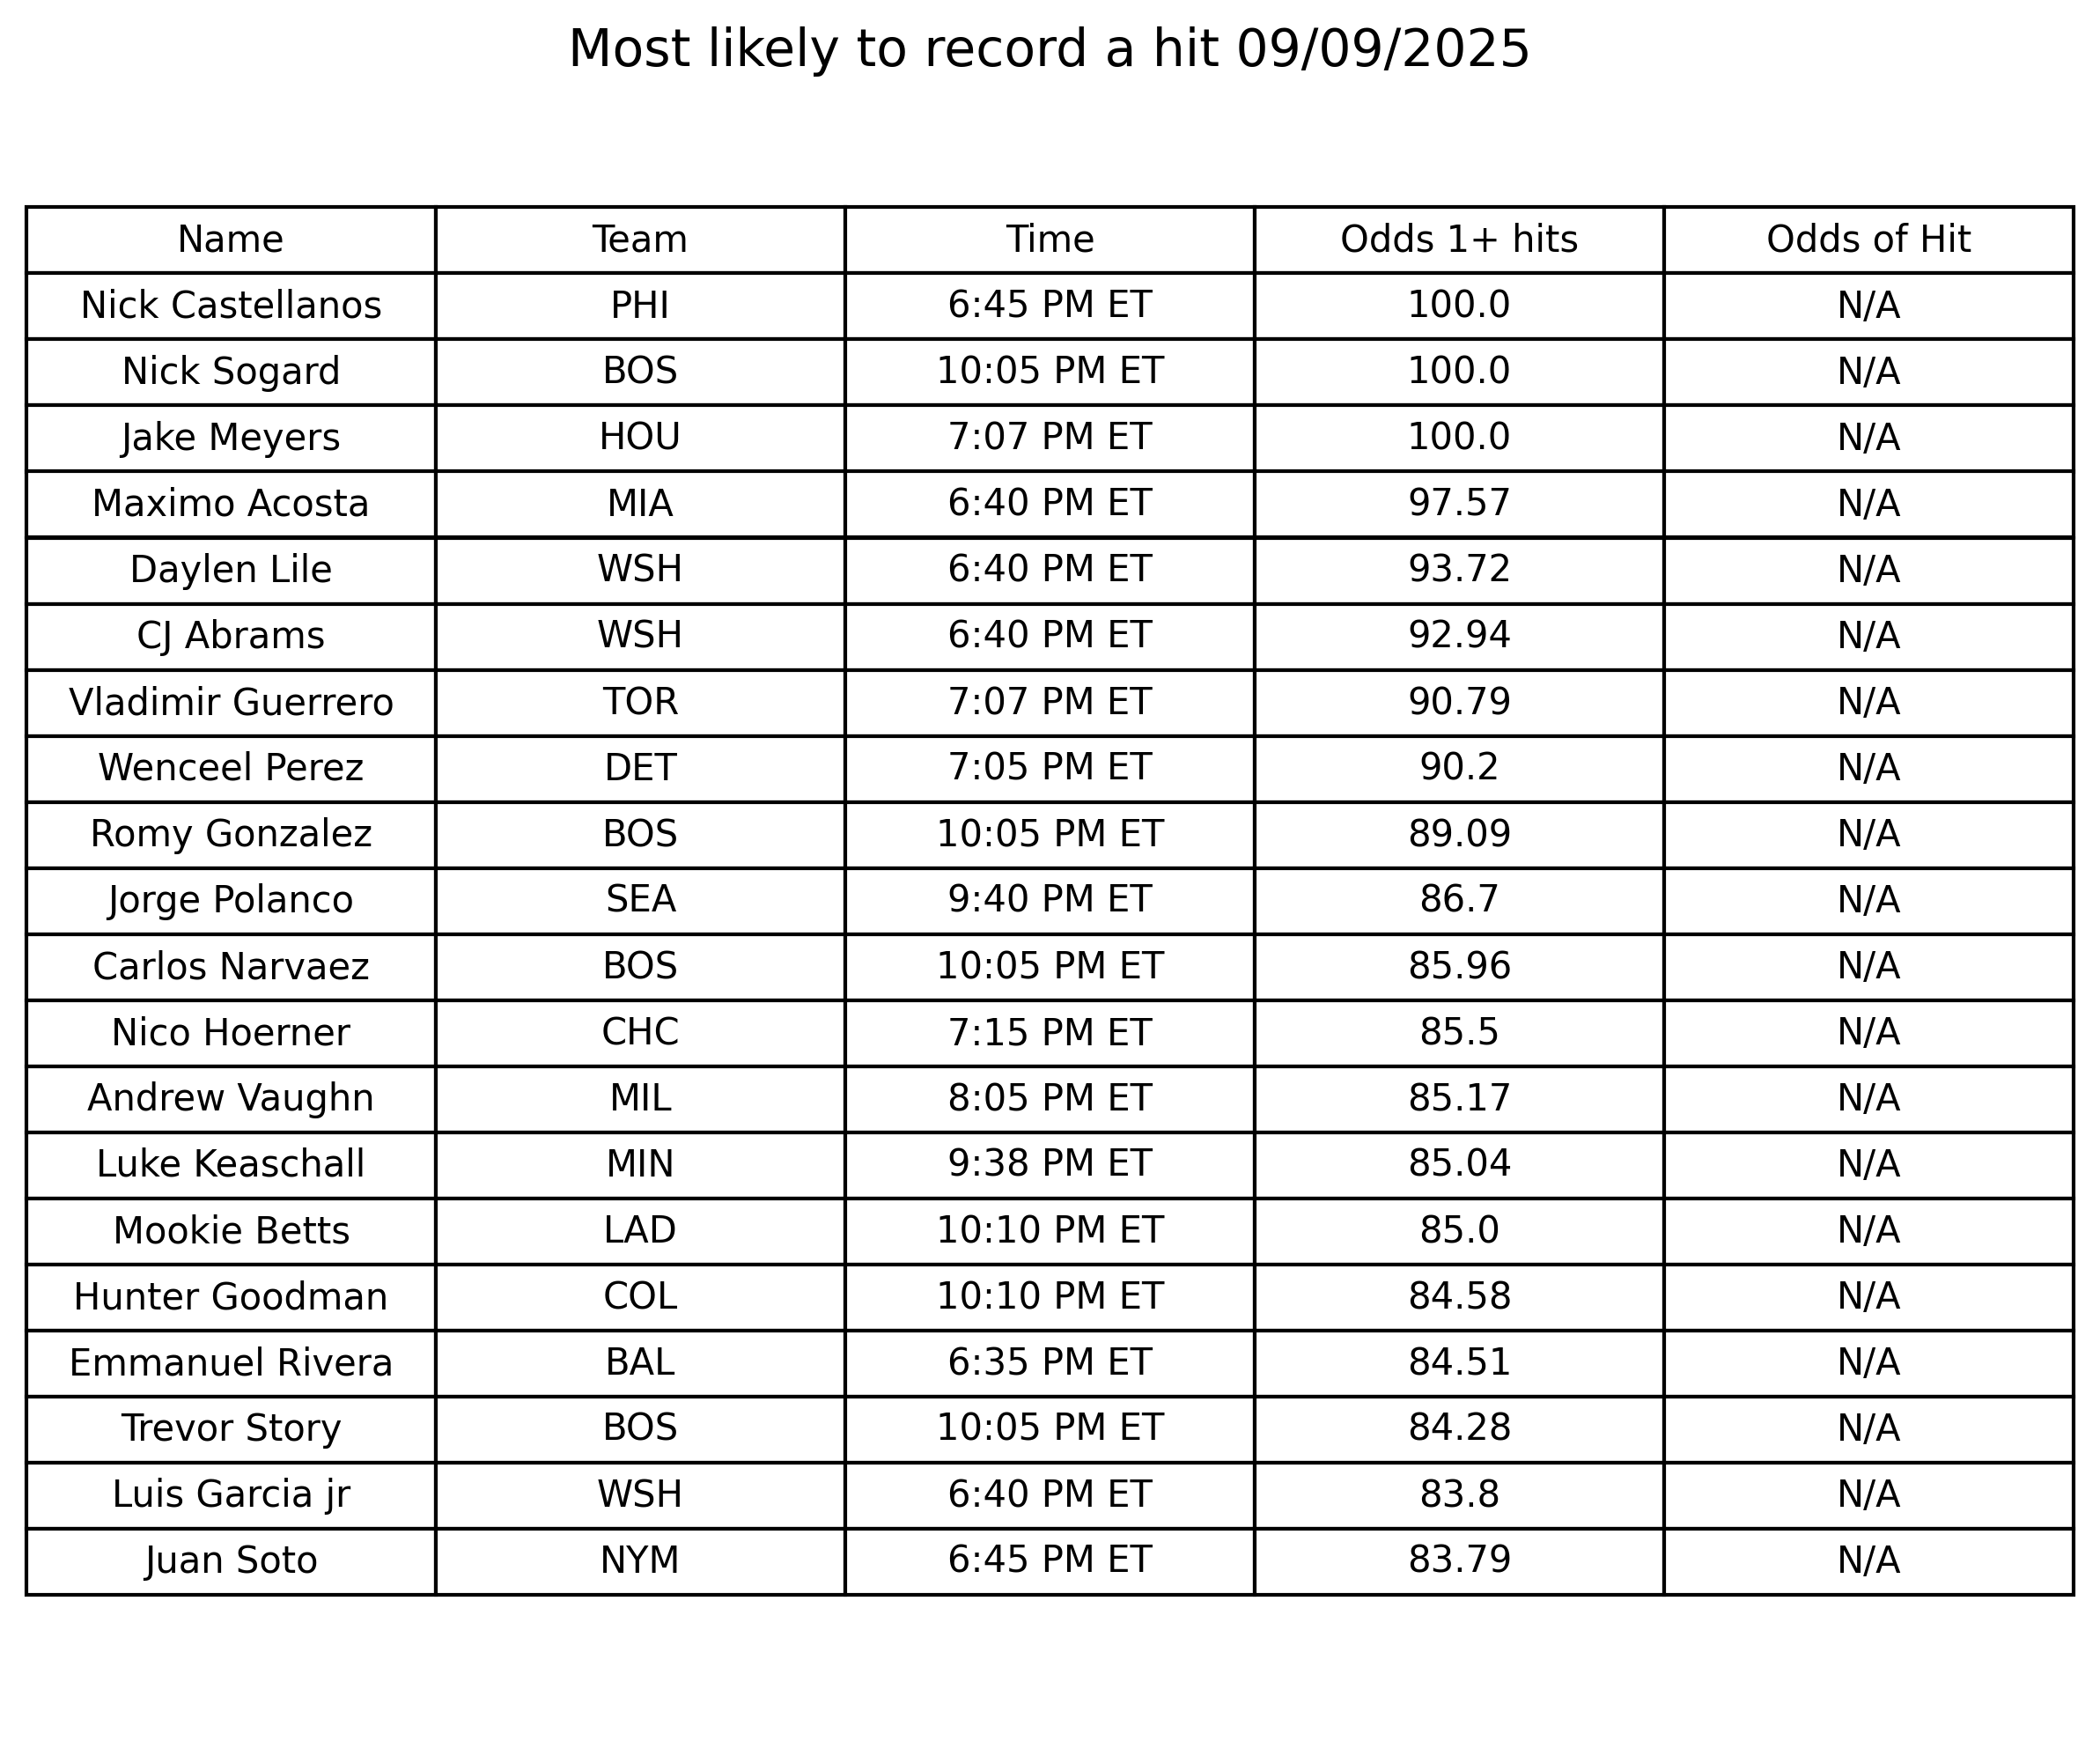 Most likely to record a hit 09/09/2025
Name Team Time Odds 1+ hits Odds of Hit
Nick Castellanos PHI 6:45 PM ET 100.0 N/A
Nick Sogard BOS 10:05 PM ET 100.0 N/A
Jake Meyers HOU 7:07 PM ET 100.0 N/A
Maximo Acosta MIA 6:40 PM ET 97.57 N/A
Daylen Lile WSH 6:40 PM ET 93.72 N/A
CJ Abrams WSH 6:40 PM ET 92.94 N/A
Vladimir Guerrero TOR 7:07 PM ET 90.79 N/A
Wenceel Perez DET 7:05 PM ET 90.2 N/A
Romy Gonzalez BOS 10:05 PM ET 89.09 N/A
Jorge Polanco SEA 9:40 PM ET 86.7 N/A
Carlos Narvaez BOS 10:05 PM ET 85.96 N/A
Nico Hoerner CHC 7:15 PM ET 85.5 N/A
Andrew Vaughn MIL 8:05 PM ET 85.17 N/A
Luke Keaschall MIN 9:38 PM ET 85.04 N/A
Mookie Betts LAD 10:10 PM ET 85.0 N/A
Hunter Goodman COL 10:10 PM ET 84.58 N/A
Emmanuel Rivera BAL 6:35 PM ET 84.51 N/A
Trevor Story BOS 10:05 PM ET 84.28 N/A
Luis Garcia jr WSH 6:40 PM ET 83.8 N/A
Juan Soto NYM 6:45 PM ET 83.79 N/A